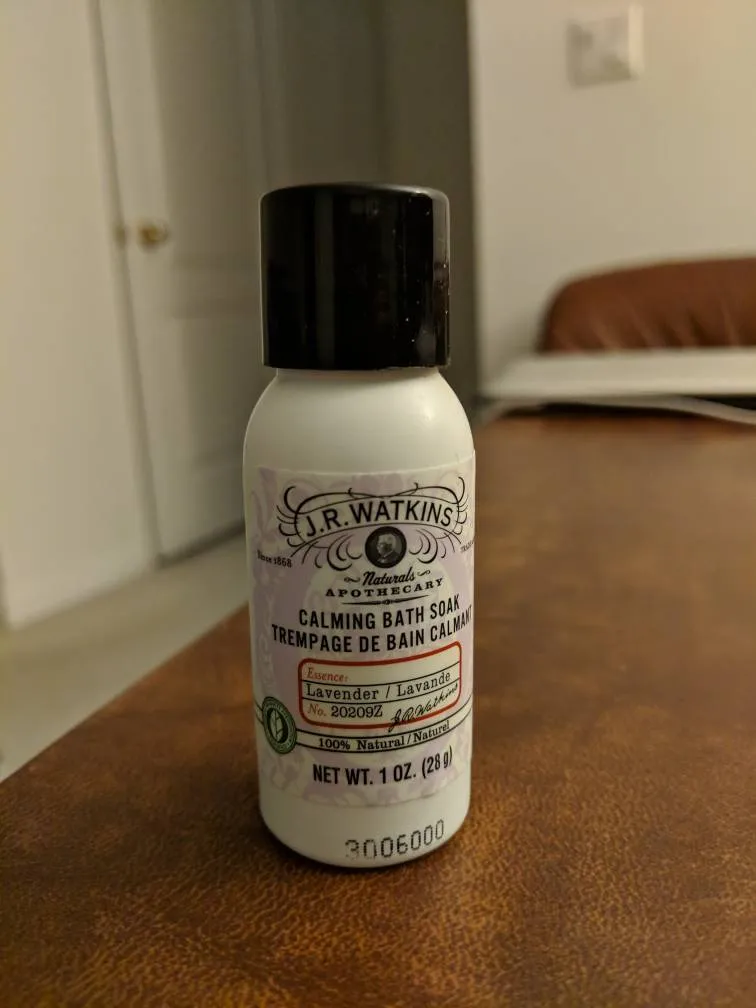 J.R.WATKINS
Since 1868
Naturals
APOTHECARY
CALMING BATH SOAK
TREMPAGE DE BAIN CALMANT
Essence:
Lavender / Lavande
No. 20209Z J.R.Watkins
100% Natural/Naturel
NET WT. 1 OZ. (28 g)
3006000